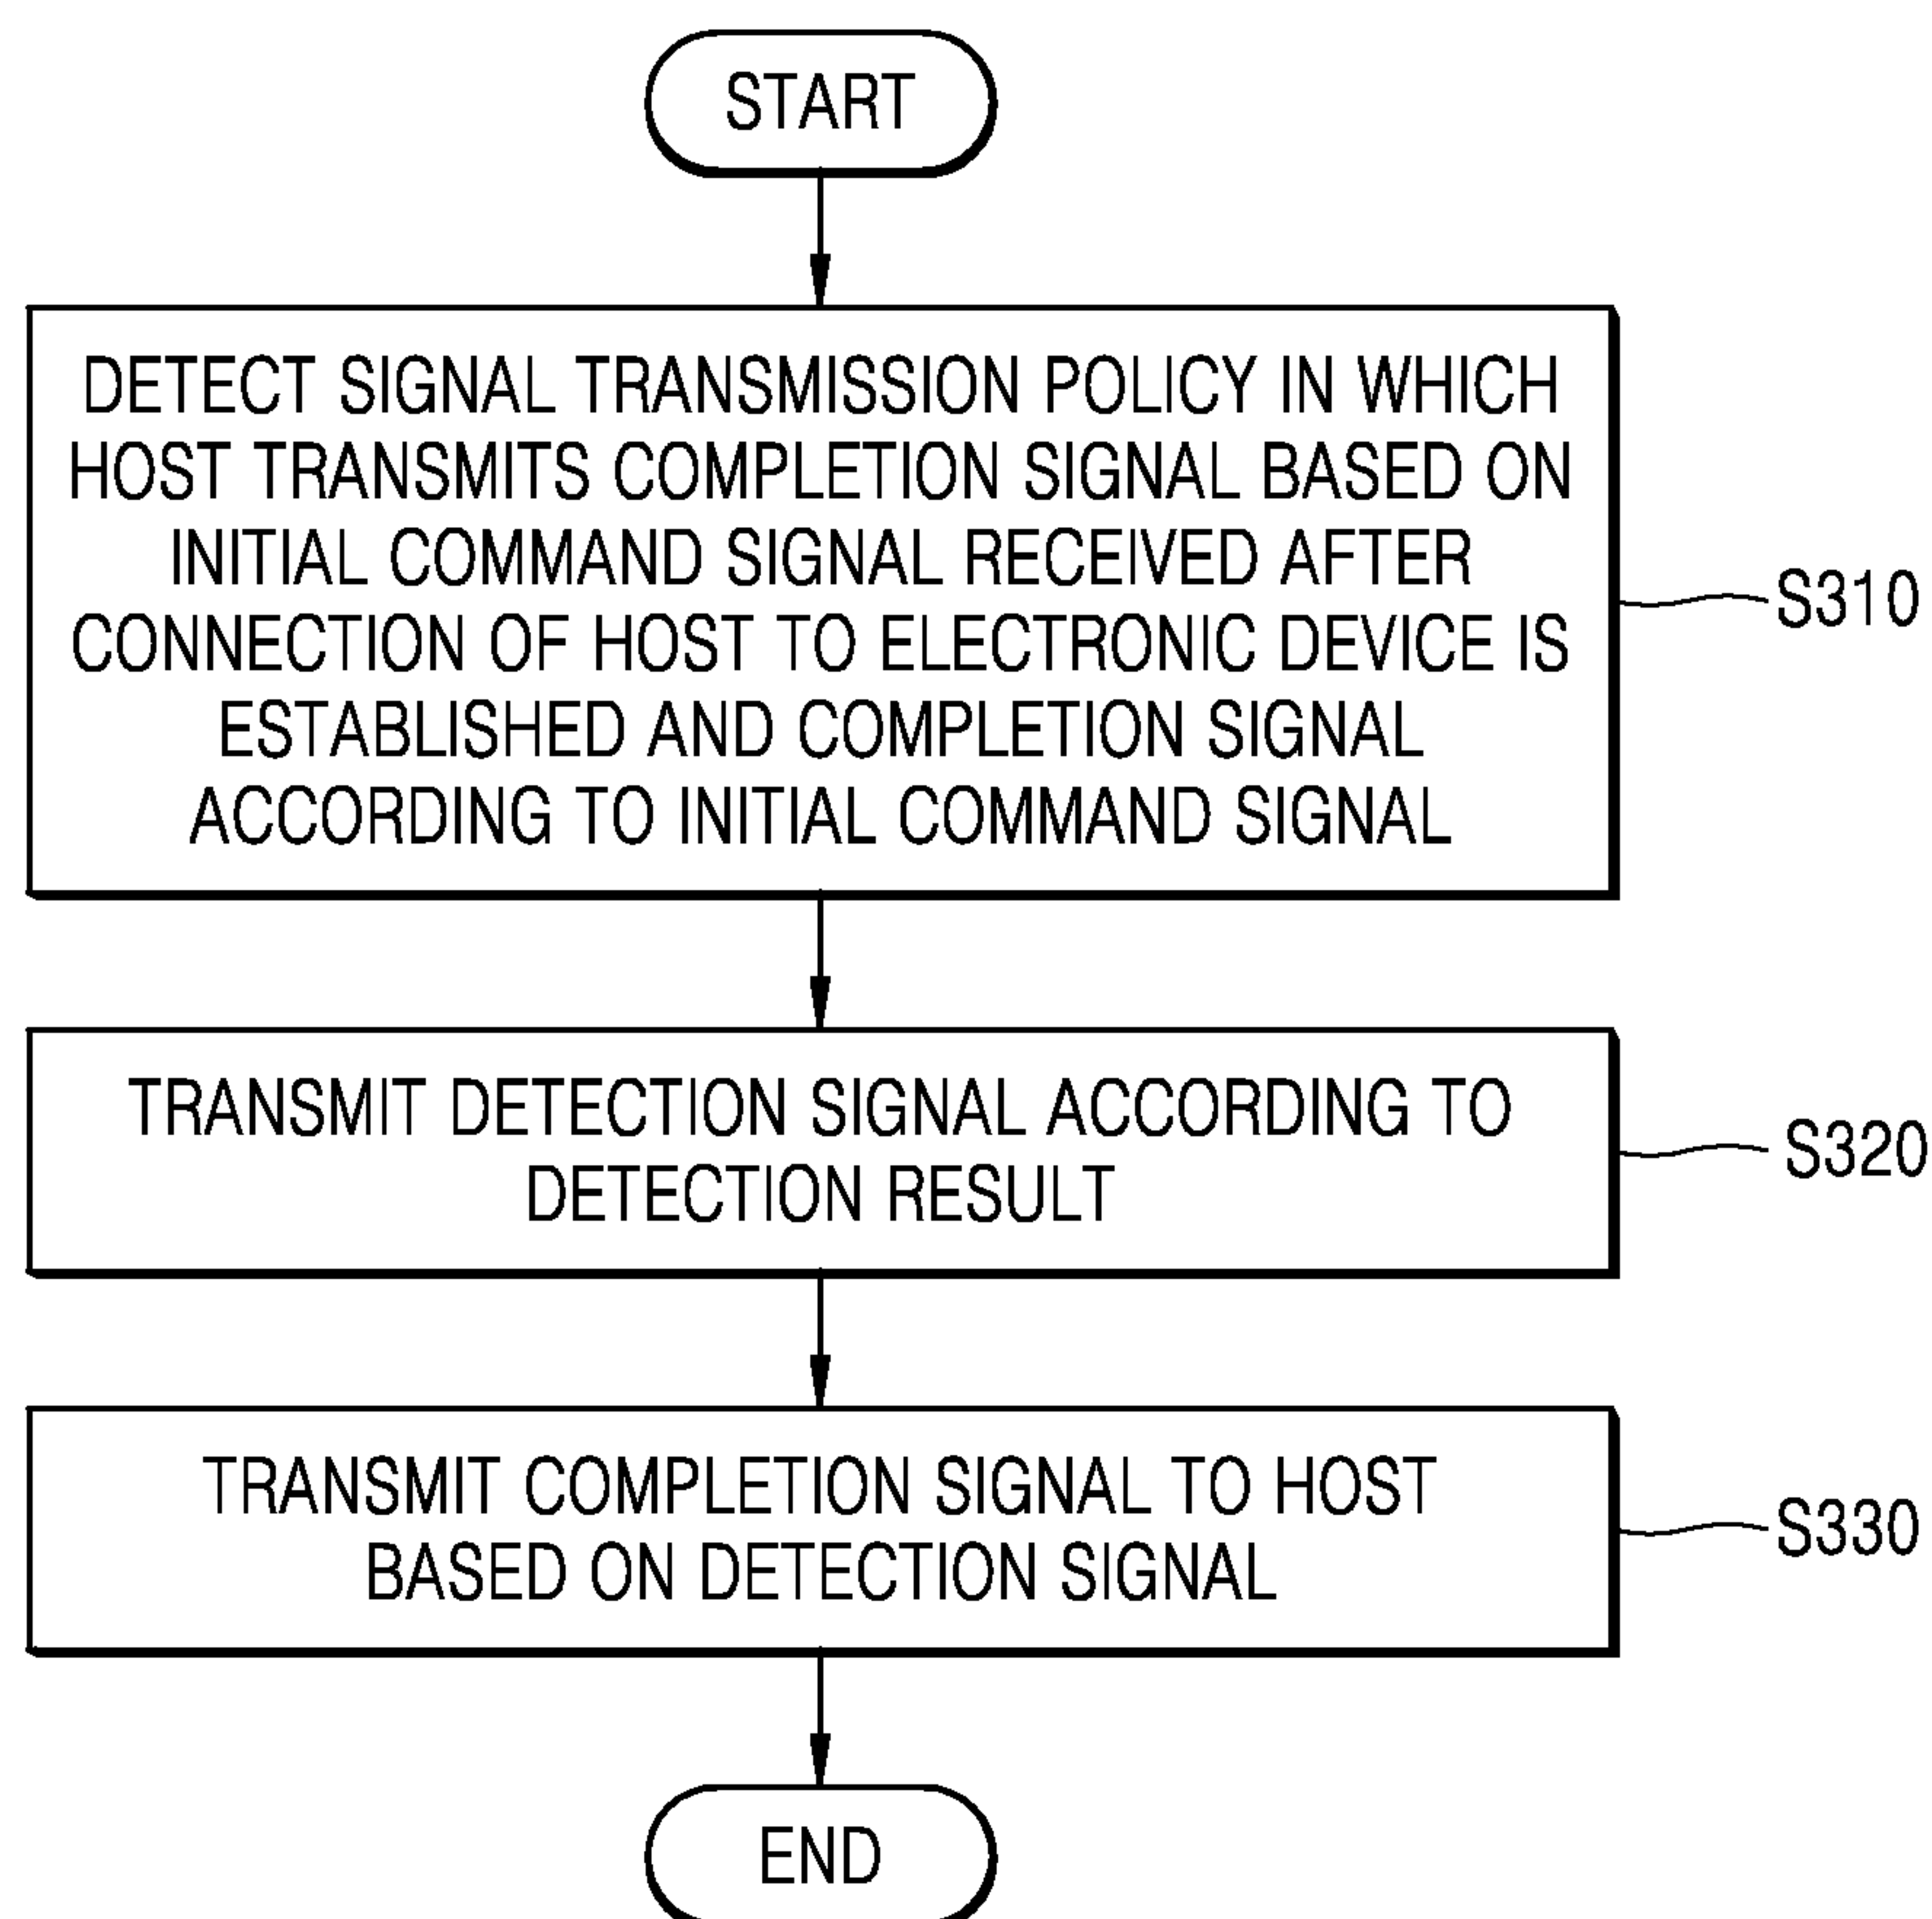 START
DETECT SIGNAL TRANSMISSION POLICY IN WHICH
HOST TRANSMITS COMPLETION SIGNAL BASED ON
INITIAL COMMAND SIGNAL RECEIVED AFTER
CONNECTION OF HOST TO ELECTRONIC DEVICE IS
ESTABLISHED AND COMPLETION SIGNAL
ACCORDING TO INITIAL COMMAND SIGNAL
S310
TRANSMIT DETECTION SIGNAL ACCORDING TO
DETECTION RESULT
S320
TRANSMIT COMPLETION SIGNAL TO HOST
BASED ON DETECTION SIGNAL
S330
END